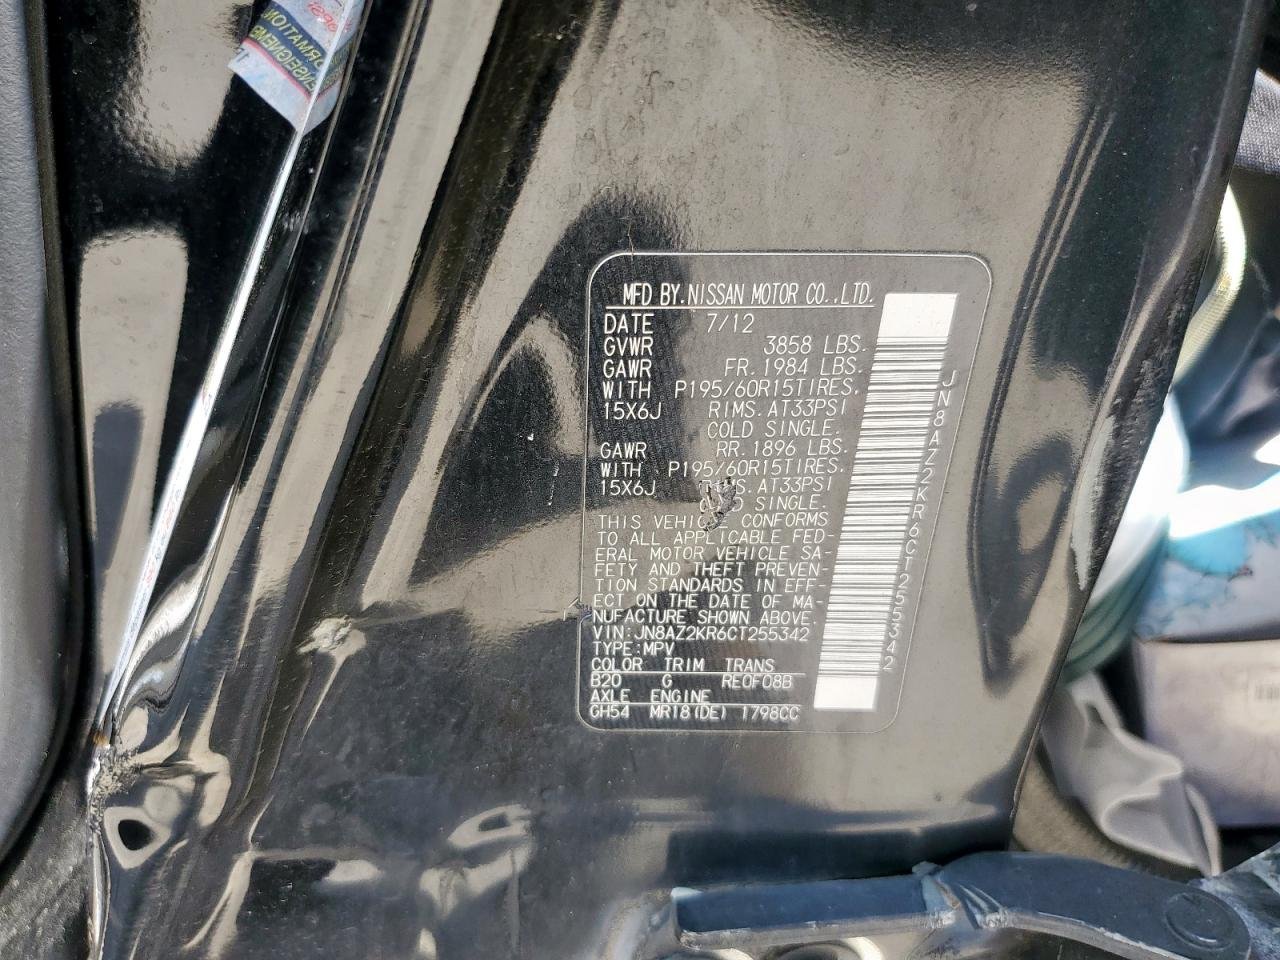 MFD BY.NISSAN MOTOR CO.,LTD.
DATE 7/12
GVWR 3858 LBS.
GAWR FR. 1984 LBS.
WITH P195/60R15TIRES.
15X6J RIMS. AT33PSI
COLD SINGLE.
GAWR RR. 1896 LBS.
WITH P195/60R15TIRES.
15X6J RIMS. AT33PSI
SINGLE.
THIS VEHICLE CONFORMS
TO ALL APPLICABLE FED-
ERAL MOTOR VEHICLE SA-
FETY AND THEFT PREVEN-
TION STANDARDS IN EFF-
ECT ON THE DATE OF MA-
NUFACTURE SHOWN ABOVE.
VIN:JN8AZ2KR6CT255342
TYPE:MPV
COLOR TRIM TRANS
B20 G RE0F08B
AXLE ENGINE
GH54 MR18(DE) 1798CC
JN8AZ2KR6CT255342